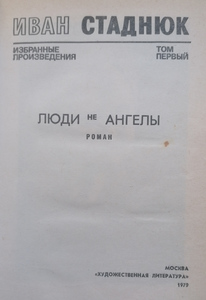 ИВАН СТАДНЮК
ИЗБРАННЫЕ ПРОИЗВЕДЕНИЯ
ТОМ ПЕРВЫЙ
ЛЮДИ НЕ АНГЕЛЫ
РОМАН
МОСКВА
«ХУДОЖЕСТВЕННАЯ ЛИТЕРАТУРА»
1979